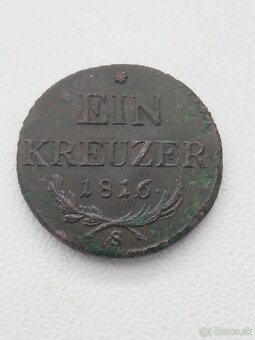 EIN
KREUZER
1816.
S
bazos.sk